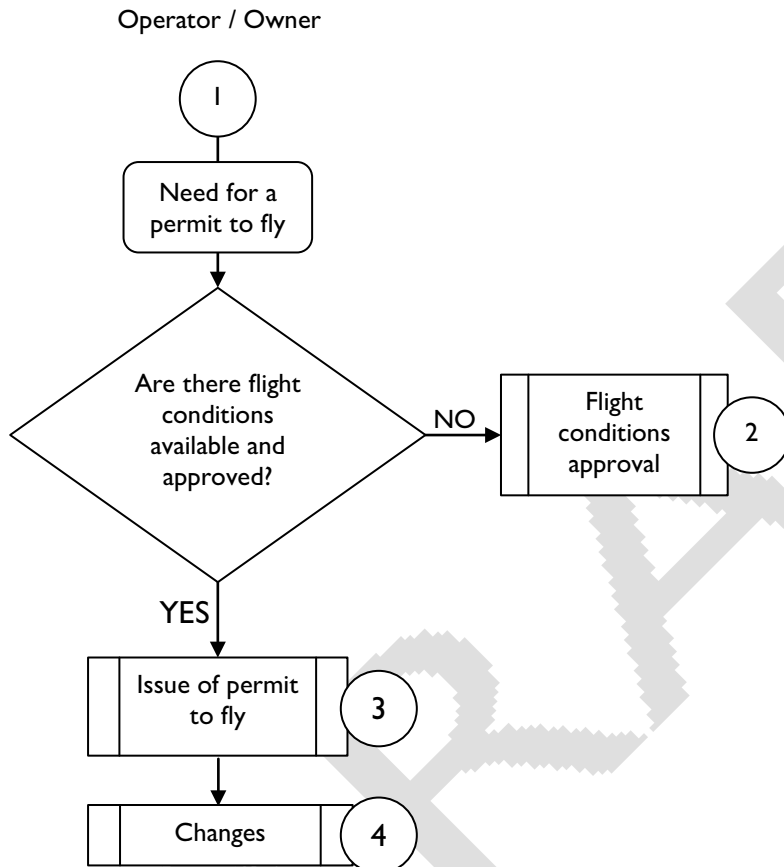 Operator / Owner
1
Need for a
permit to fly
Are there flight
conditions
available and
approved?
NO
Flight
conditions
approval
2
YES
Issue of permit
to fly
3
Changes
4